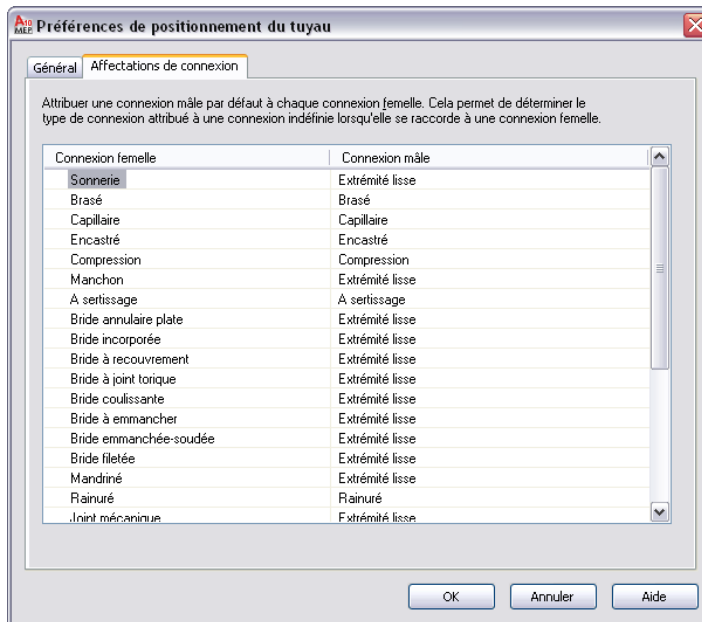 A10
MEP Préférences de positionnement du tuyau
Général Affectations de connexion
Attribuer une connexion mâle par défaut à chaque connexion femelle. Cela permet de déterminer le
type de connexion attribué à une connexion indéfinie lorsqu'elle se raccorde à une connexion femelle.
Connexion femelle Connexion mâle
Sonnerie Extrémité lisse
Brasé Brasé
Capillaire Capillaire
Encastré Encastré
Compression Compression
Manchon Extrémité lisse
A sertissage A sertissage
Bride annulaire plate Extrémité lisse
Bride incorporée Extrémité lisse
Bride à recouvrement Extrémité lisse
Bride à joint torique Extrémité lisse
Bride coulissante Extrémité lisse
Bride à emmancher Extrémité lisse
Bride emmanchée-soudée Extrémité lisse
Bride filetée Extrémité lisse
Mandriné Extrémité lisse
Rainuré Rainuré
Joint mécanique Extrémité lisse
OK Annuler Aide